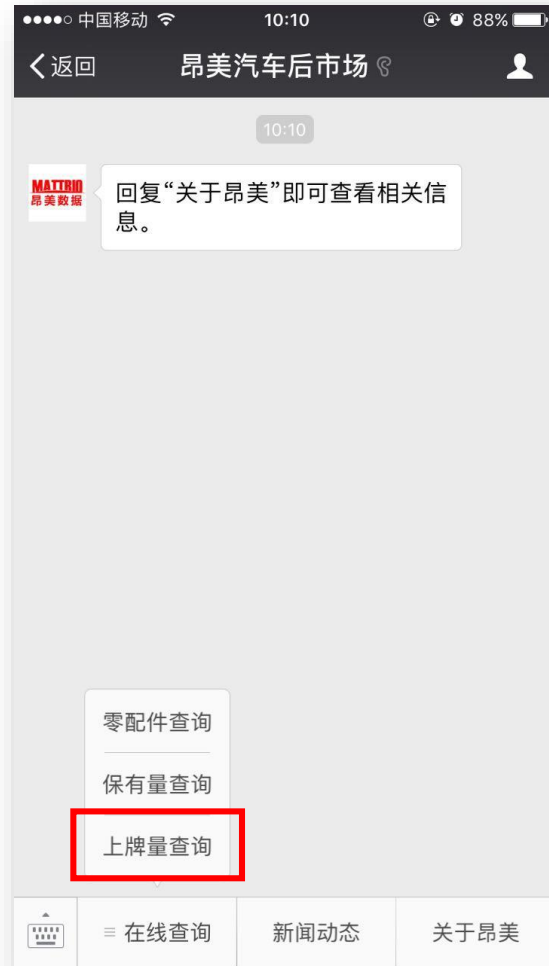 中国移动 10:10 88%
返回 昂美汽车后市场
10:10
MATTRIO
昂美数据
回复“关于昂美”即可查看相关信
息。
零配件查询
保有量查询
上牌量查询
在线查询 新闻动态 关于昂美